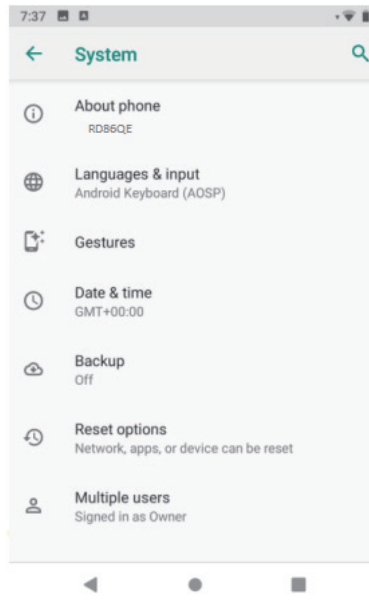 7:37
System
About phone
RD86QE
Languages & input
Android Keyboard (AOSP)
Gestures
Date & time
GMT+00:00
Backup
Off
Reset options
Network, apps, or device can be reset
Multiple users
Signed in as Owner